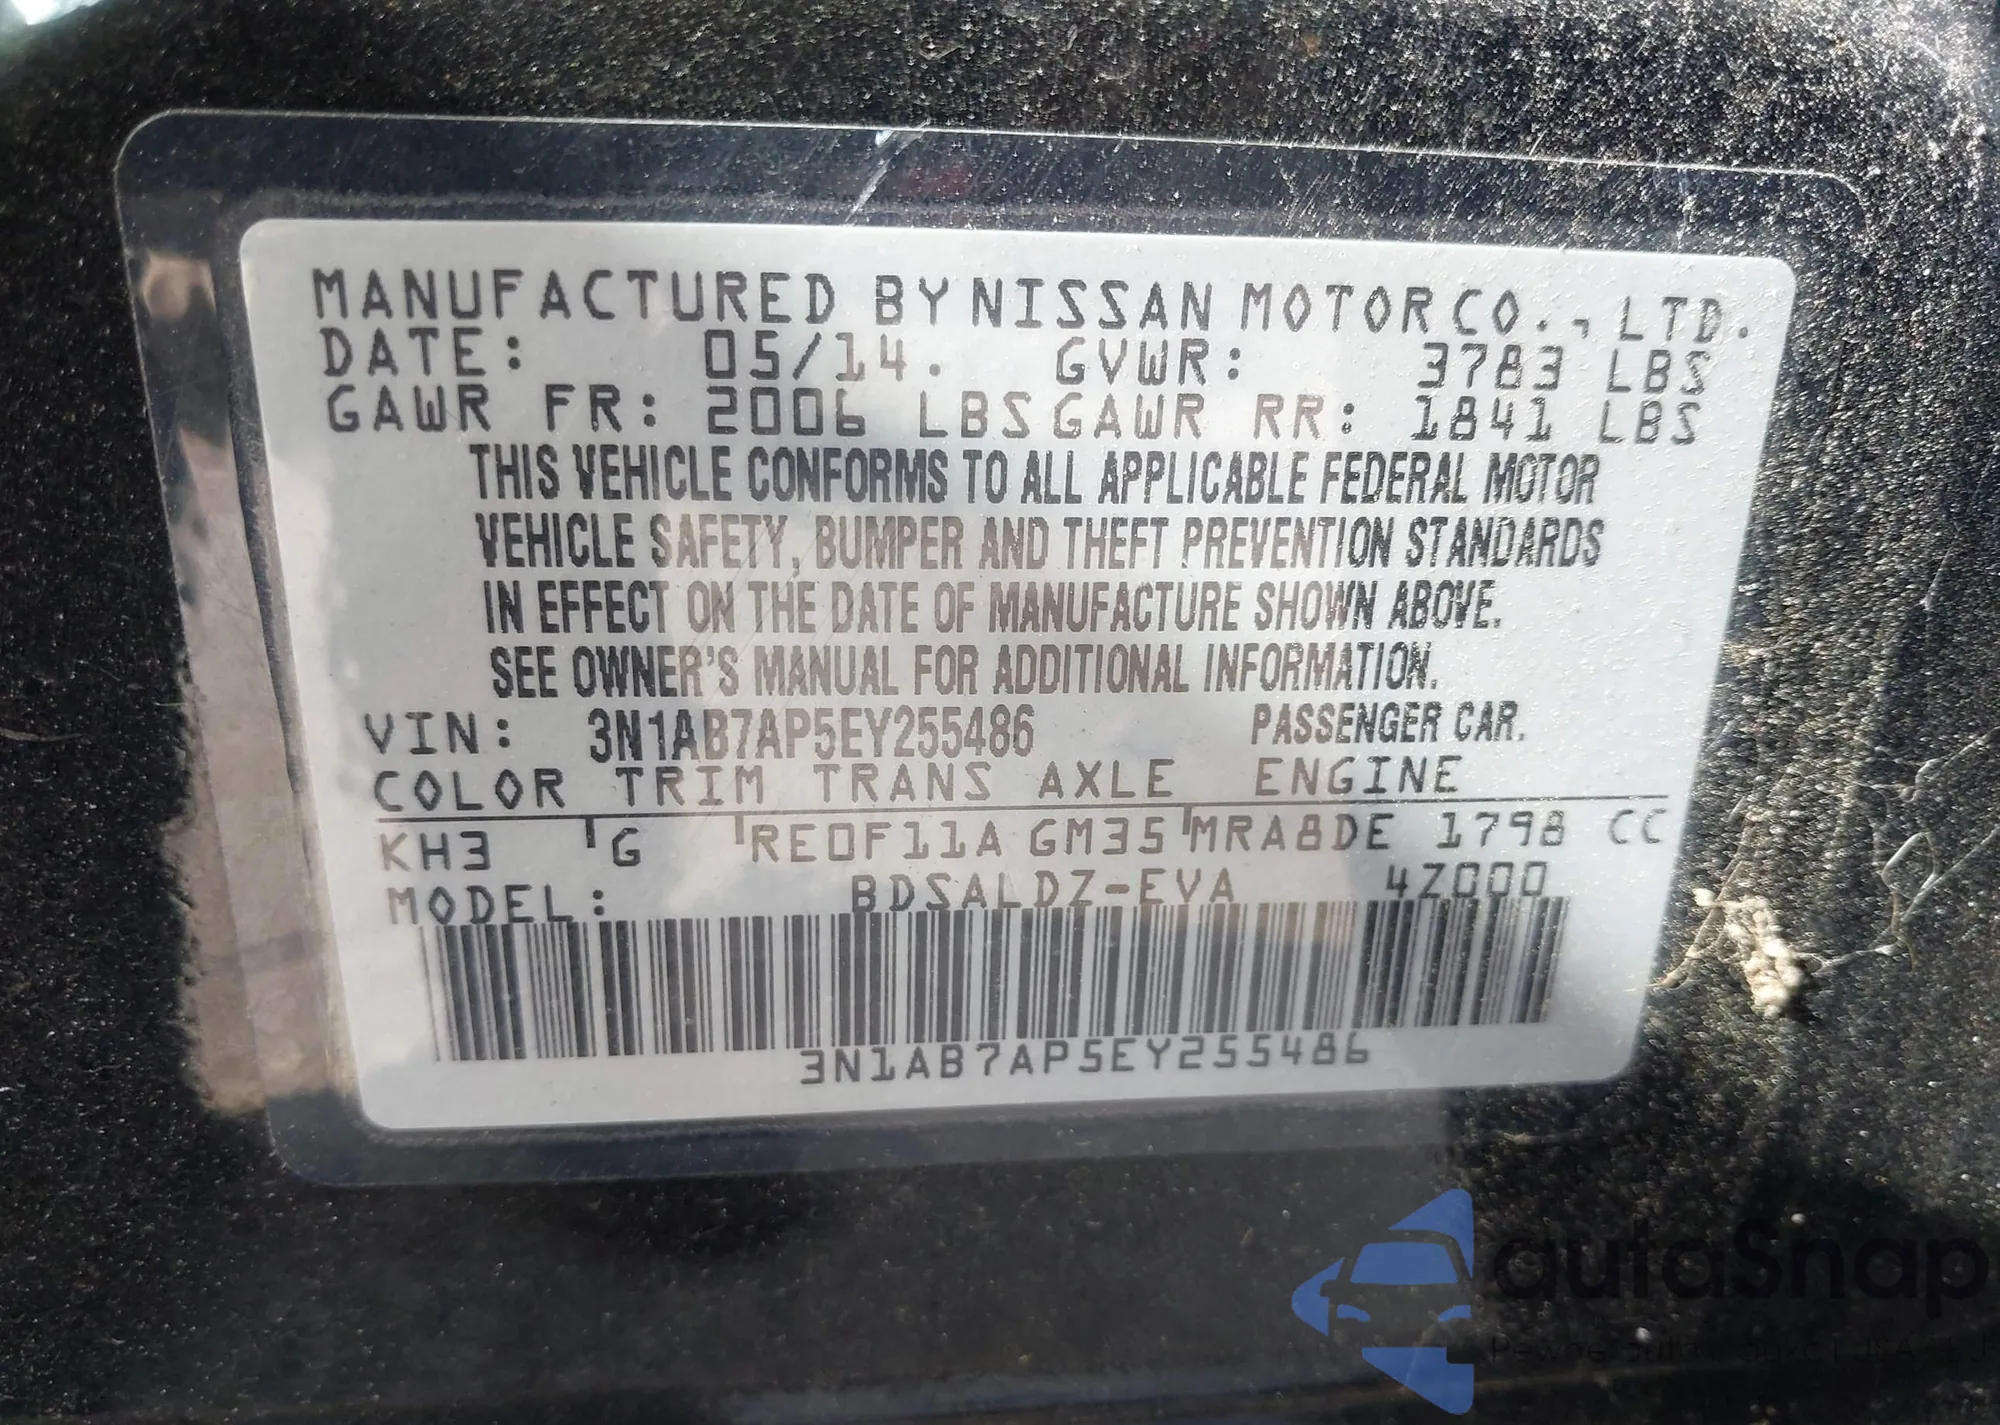 MANUFACTURED BY NISSAN MOTOR CO., LTD.
DATE: 05/14. GVWR: 3783 LBS
GAWR FR: 2006 LBS GAWR RR: 1841 LBS
THIS VEHICLE CONFORMS TO ALL APPLICABLE FEDERAL MOTOR
VEHICLE SAFETY, BUMPER AND THEFT PREVENTION STANDARDS
IN EFFECT ON THE DATE OF MANUFACTURE SHOWN ABOVE.
SEE OWNER'S MANUAL FOR ADDITIONAL INFORMATION.
VIN: 3N1AB7AP5EY255486 PASSENGER CAR.
COLOR TRIM TRANS AXLE ENGINE
KH3 G RE0F11A GM35 MRA8DE 1798 CC
MODEL: BDSALDZ-EVA 4Z000
3N1AB7AP5EY255486
autaSnap